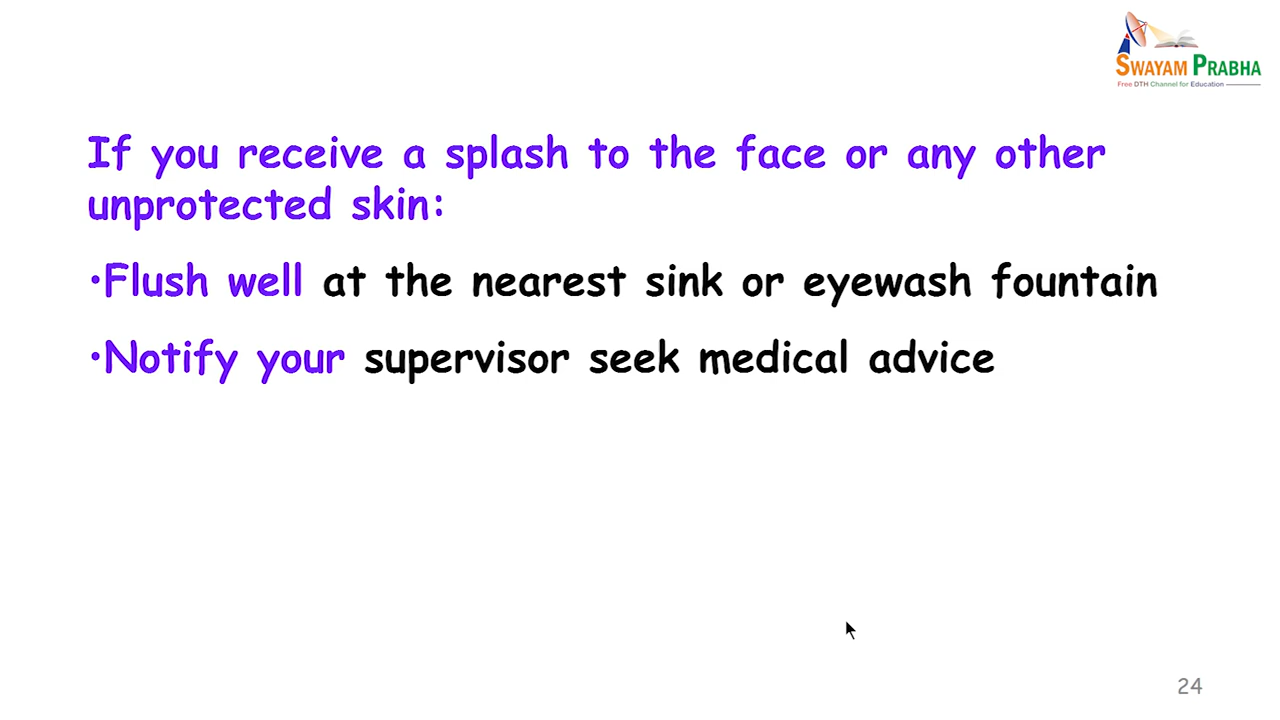 SWAYAM PRABHA
Free DTH Channel for Education
If you receive a splash to the face or any other
unprotected skin:
•Flush well at the nearest sink or eyewash fountain
•Notify your supervisor seek medical advice
24